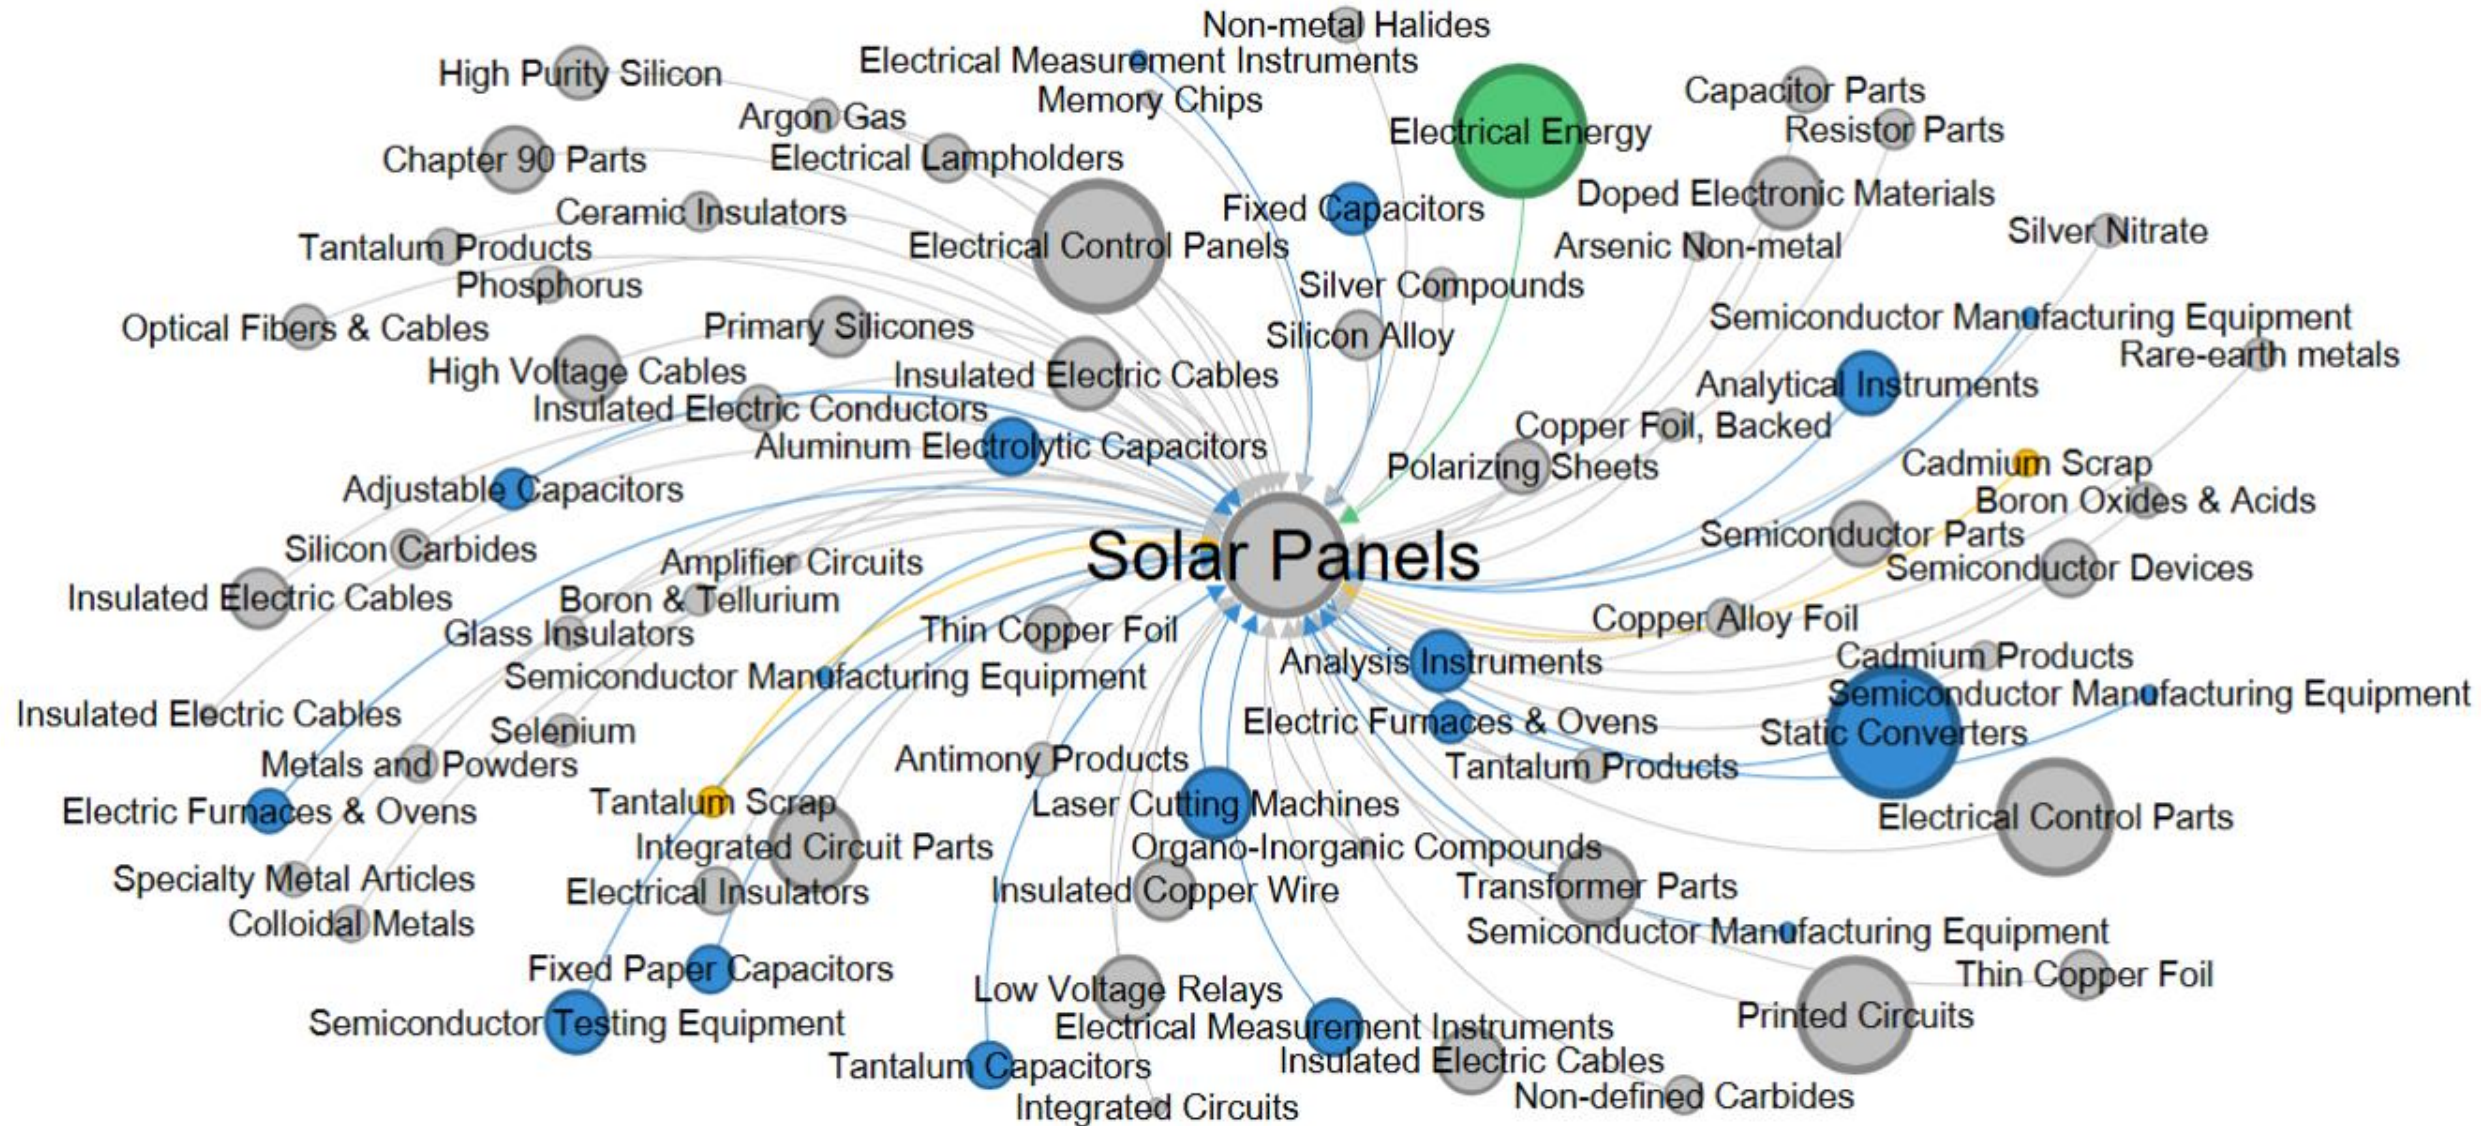 Non-metal Halides
Electrical Measurement Instruments
High Purity Silicon
Capacitor Parts
Memory Chips
Argon Gas
Resistor Parts
Electrical Energy
Chapter 90 Parts
Electrical Lampholders
Doped Electronic Materials
Fixed Capacitors
Ceramic Insulators
Silver Nitrate
Tantalum Products
Electrical Control Panels
Arsenic Non-metal
Phosphorus
Silver Compounds
Semiconductor Manufacturing Equipment
Optical Fibers & Cables
Primary Silicones
Silicon Alloy
Rare-earth metals
High Voltage Cables
Insulated Electric Cables
Analytical Instruments
Insulated Electric Conductors
Copper Foil, Backed
Aluminum Electrolytic Capacitors
Polarizing Sheets
Cadmium Scrap
Adjustable Capacitors
Boron Oxides & Acids
Semiconductor Parts
Silicon Carbides
Solar Panels
Amplifier Circuits
Semiconductor Devices
Insulated Electric Cables
Boron & Tellurium
Copper Alloy Foil
Glass Insulators
Thin Copper Foil
Cadmium Products
Analysis Instruments
Semiconductor Manufacturing Equipment
Semiconductor Manufacturing Equipment
Insulated Electric Cables
Electric Furnaces & Ovens
Selenium
Static Converters
Antimony Products
Metals and Powders
Tantalum Products
Tantalum Scrap
Laser Cutting Machines
Electric Furnaces & Ovens
Electrical Control Parts
Integrated Circuit Parts
Organo-Inorganic Compounds
Specialty Metal Articles
Transformer Parts
Electrical Insulators
Insulated Copper Wire
Colloidal Metals
Semiconductor Manufacturing Equipment
Fixed Paper Capacitors
Thin Copper Foil
Low Voltage Relays
Printed Circuits
Semiconductor Testing Equipment
Electrical Measurement Instruments
Insulated Electric Cables
Tantalum Capacitors
Non-defined Carbides
Integrated Circuits